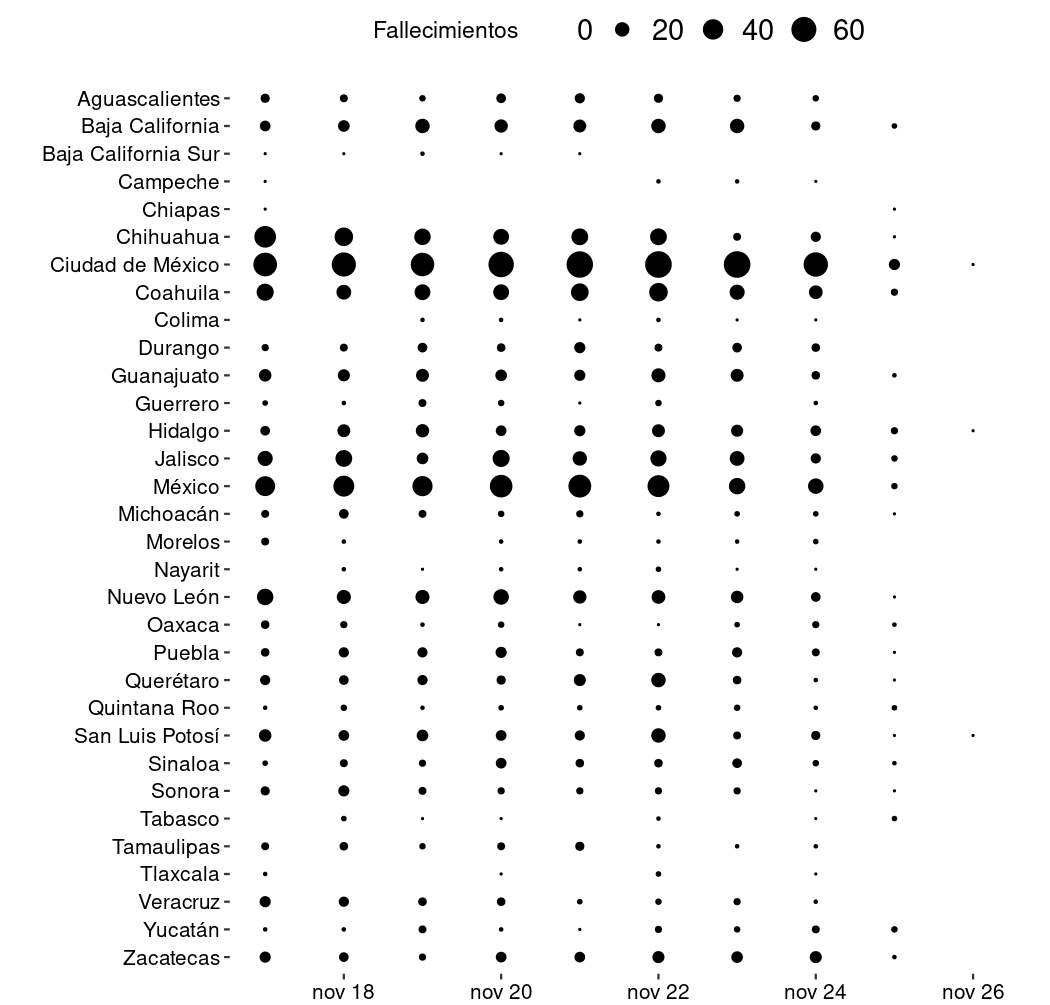 Fallecimientos 0 20 40 60
Aguascalientes
Baja California
Baja California Sur
Campeche
Chiapas
Chihuahua
Ciudad de México
Coahuila
Colima
Durango
Guanajuato
Guerrero
Hidalgo
Jalisco
México
Michoacán
Morelos
Nayarit
Nuevo León
Oaxaca
Puebla
Querétaro
Quintana Roo
San Luis Potosí
Sinaloa
Sonora
Tabasco
Tamaulipas
Tlaxcala
Veracruz
Yucatán
Zacatecas
nov 18 nov 20 nov 22 nov 24 nov 26